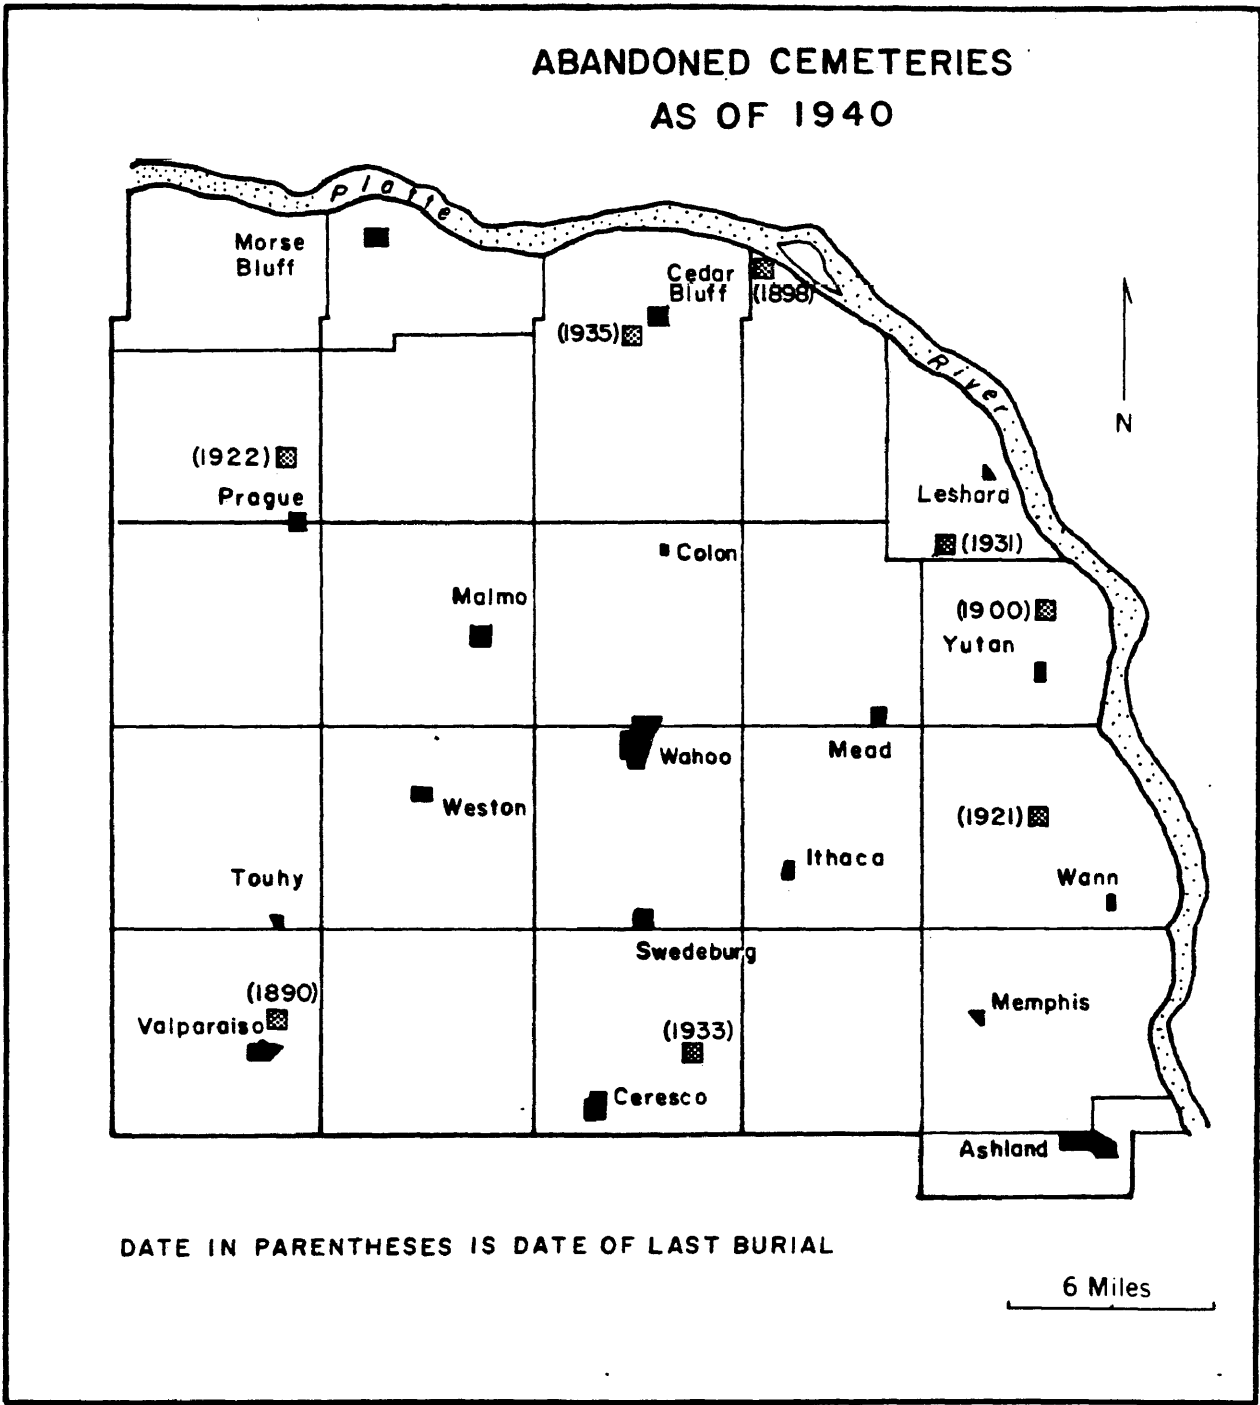 ABANDONED CEMETERIES
AS OF 1940
Platte
Morse
Bluff
Cedar
Bluff
(1898)
(1935)
River
N
(1922)
Prague
Leshara
(1931)
Colon
Malmo
(1900)
Yutan
Wahoo
Mead
Weston
(1921)
Ithaca
Touhy
Wann
Swedeburg
(1890)
Valparaiso
Memphis
(1933)
Ceresco
Ashland
DATE IN PARENTHESES IS DATE OF LAST BURIAL
6 Miles